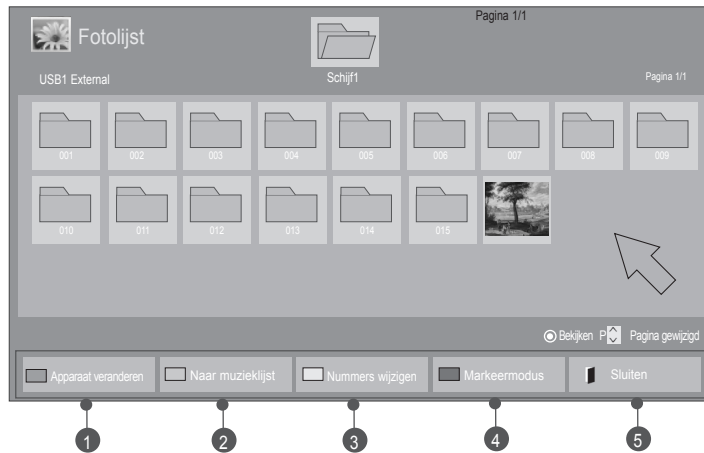 Pagina 1/1
Fotolijst
USB1 External
Schijf1
Pagina 1/1
001 002 003 004 005 006 007 008 009
010 011 012 013 014 015
Bekijken P Pagina gewijzigd
Apparaat veranderen Naar muzieklijst Nummers wijzigen Markeermodus Sluiten
1 2 3 4 5